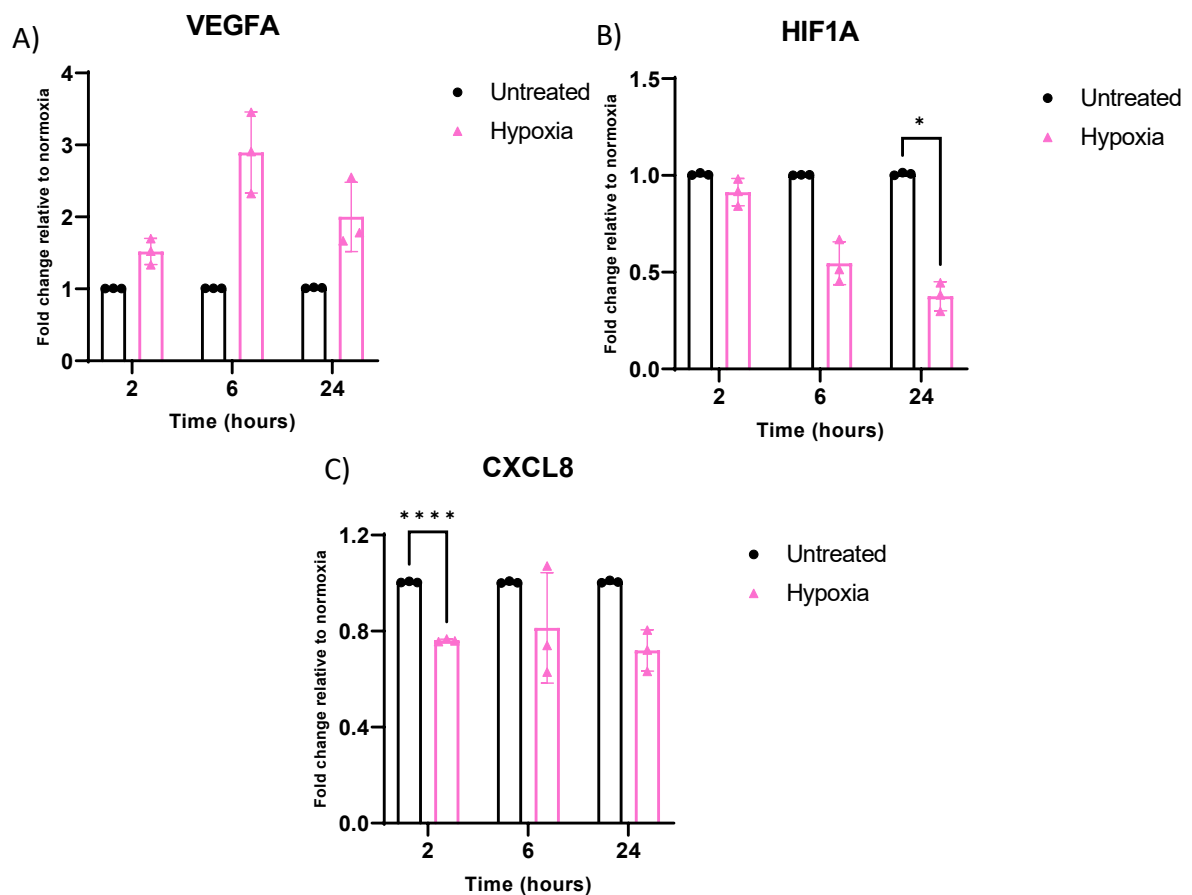 A)
VEGFA
Fold change relative to normoxia
4
3
2
1
0
2 6 24
Time (hours)
Untreated
Hypoxia
B)
HIF1A
Fold change relative to normoxia
1.5
1.0
0.5
0.0
*
2 6 24
Time (hours)
Untreated
Hypoxia
C)
CXCL8
Fold change relative to normoxia
1.2
0.8
0.4
0.0
****
2 6 24
Time (hours)
Untreated
Hypoxia